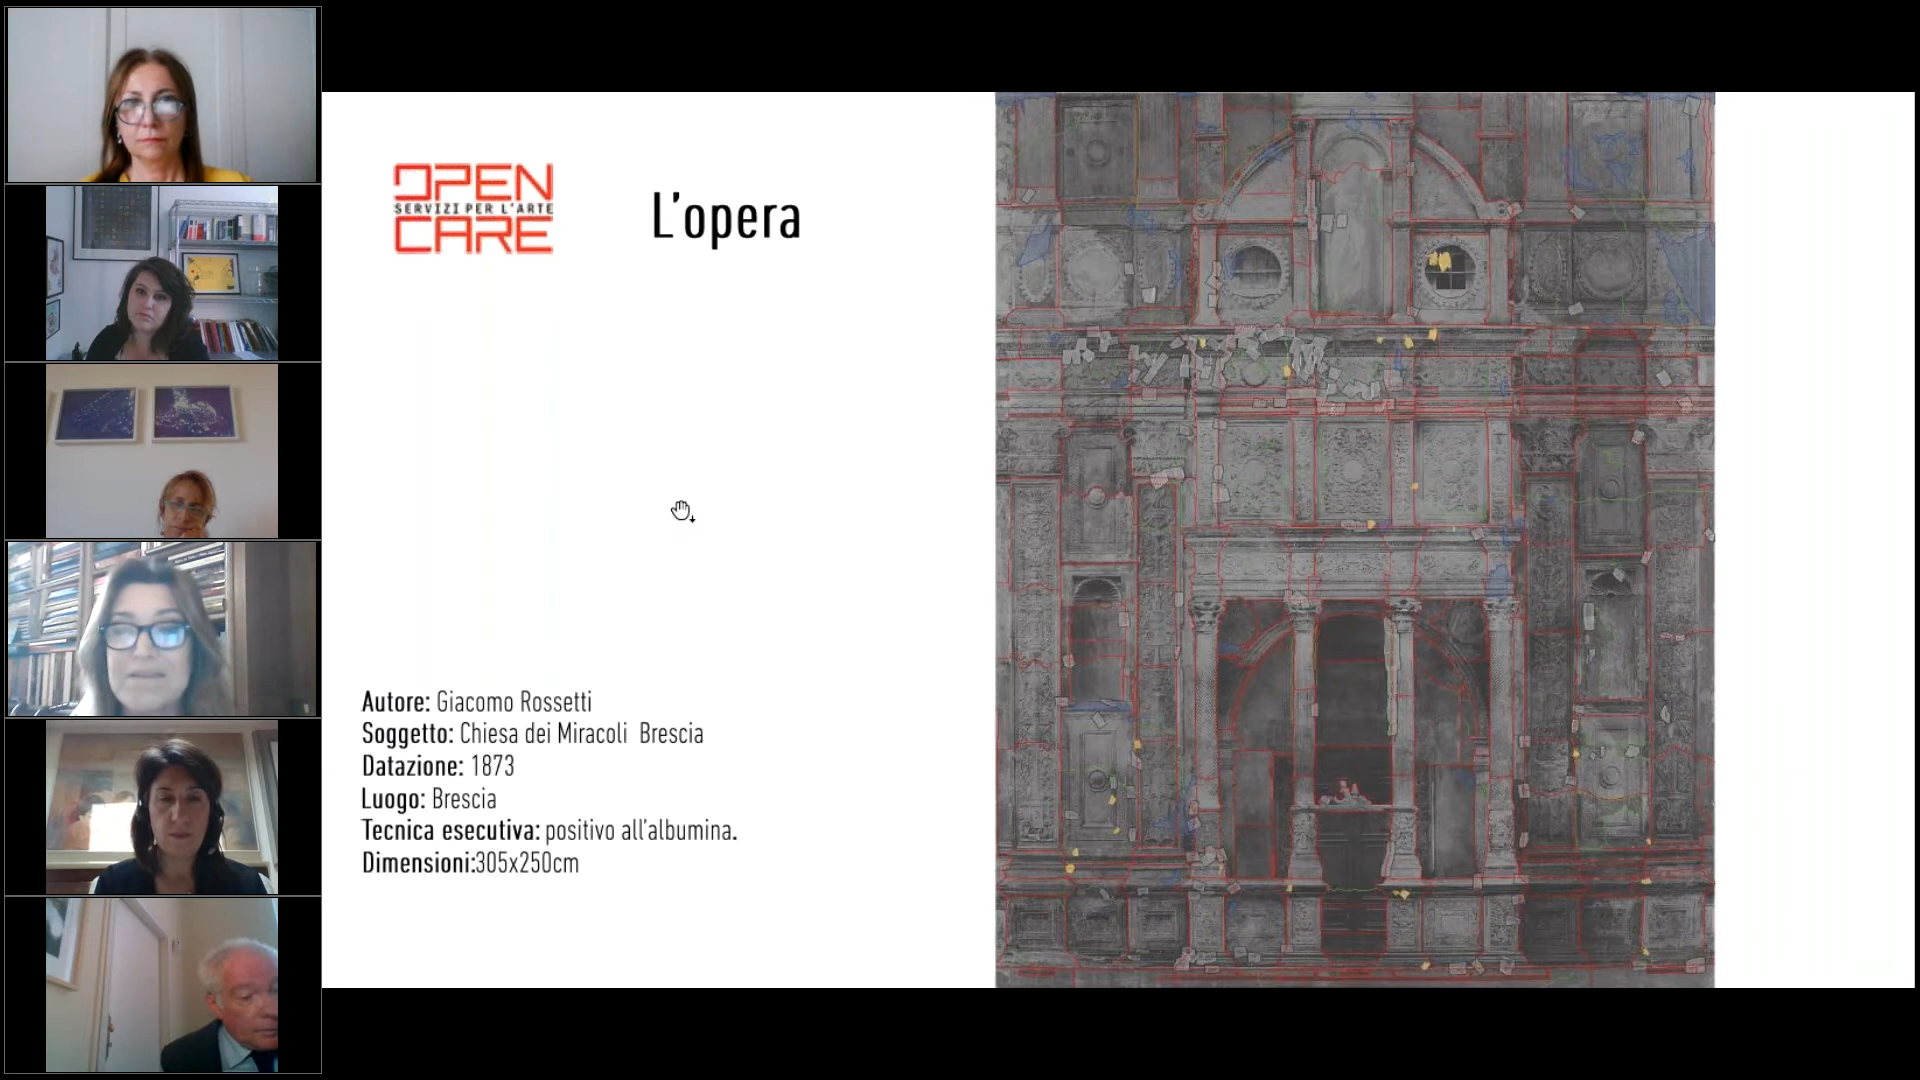 OPEN
SERVIZI PER L'ARTE
CARE
L'opera
Autore: Giacomo Rossetti
Soggetto: Chiesa dei Miracoli Brescia
Datazione: 1873
Luogo: Brescia
Tecnica esecutiva: positivo all'albumina.
Dimensioni:305x250cm